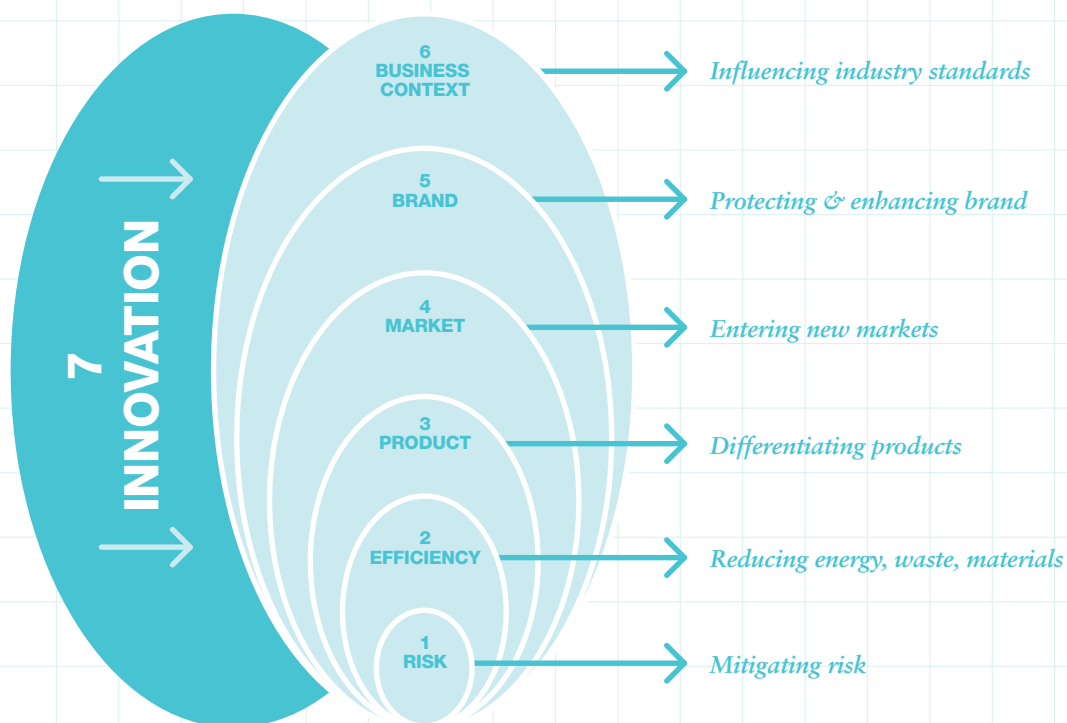 6
BUSINESS
CONTEXT
Influencing industry standards
5
BRAND
Protecting & enhancing brand
4
MARKET
Entering new markets
7
INNOVATION
3
PRODUCT
Differentiating products
2
EFFICIENCY
Reducing energy, waste, materials
1
RISK
Mitigating risk